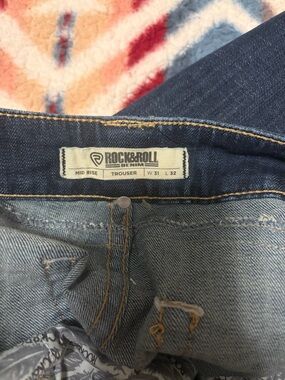 ROCK&ROLL
DENIM
MID RISE TROUSER W 31 L 32